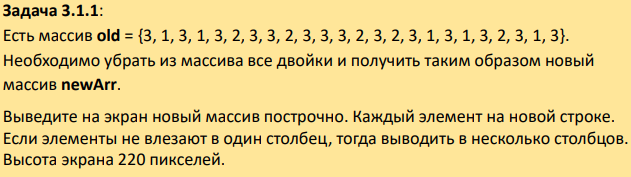 Задача 3.1.1:
Есть массив old = {3, 1, 3, 1, 3, 2, 3, 3, 2, 3, 3, 3, 2, 3, 2, 3, 1, 3, 1, 3, 2, 3, 1, 3}.
Необходимо убрать из массива все двойки и получить таким образом новый
массив newArr.
Выведите на экран новый массив построчно. Каждый элемент на новой строке.
Если элементы не влезают в один столбец, тогда выводить в несколько столбцов.
Высота экрана 220 пикселей.